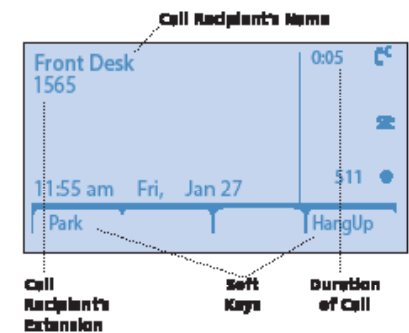 Call Recipient's Name
Front Desk 0:05
1565
511
11:55 am Fri, Jan 27
Park HangUp
Call Recipient's Extension
Soft Keys
Duration of Call